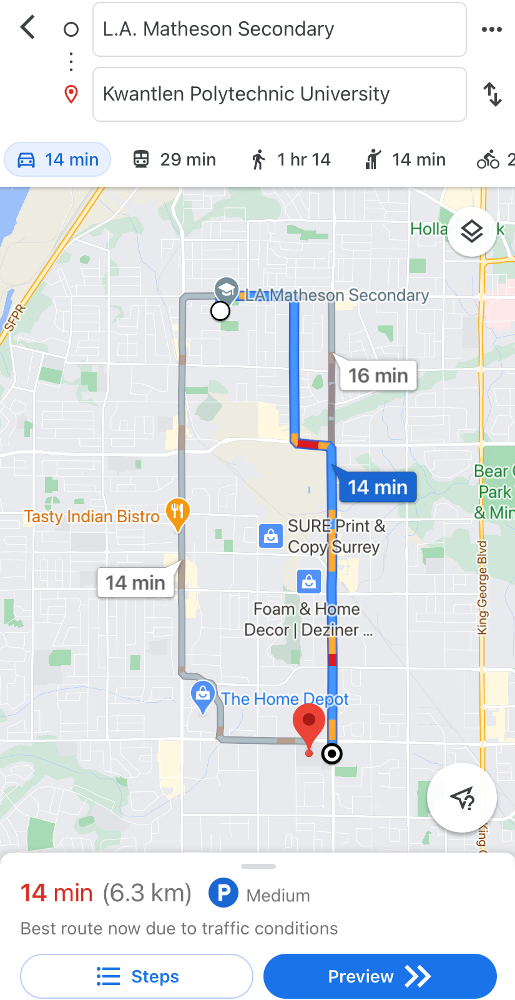 L.A. Matheson Secondary
Kwantlen Polytechnic University
14 min
29 min
1 hr 14
14 min
2
Holla
k
LA Matheson Secondary
SFPR
16 min
14 min
Bear
Park
& Min
Tasty Indian Bistro
SURE Print &
Copy Surrey
14 min
King George Blvd
Foam & Home
Decor | Deziner ...
The Home Depot
?
King
14 min (6.3 km) P Medium
Best route now due to traffic conditions
Steps
Preview